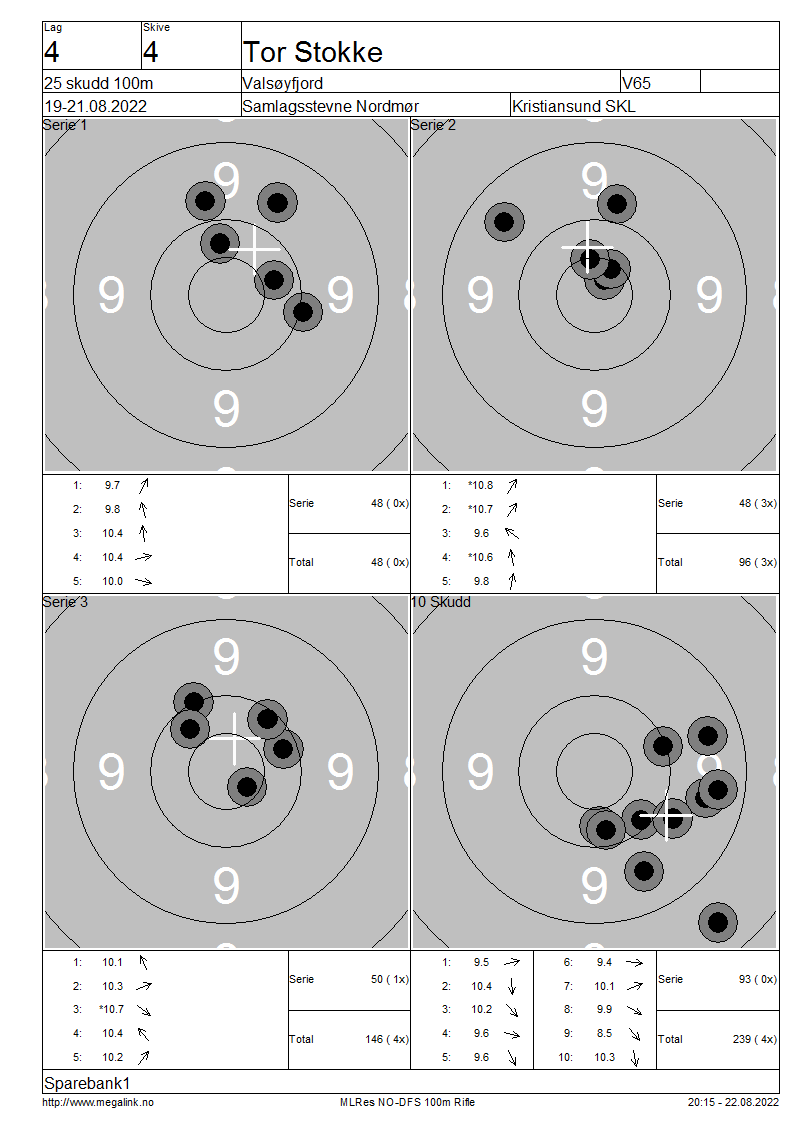 Lag
Skive
4
4
Tor Stokke
25 skudd 100m
Valsøyfjord
V65
19-21.08.2022
Samlagsstevne Nordmør
Kristiansund SKL
Serie 1
9
9 9
9
Serie 2
9
9 9
9
1: 9.7
2: 9.8
3: 10.4
4: 10.4
5: 10.0
Serie 48 ( 0x)
Total 48 ( 0x)
1: *10.8
2: *10.7
3: 9.6
4: *10.6
5: 9.8
Serie 48 ( 3x)
Total 96 ( 3x)
Serie 3
9
9 9
9
10 Skudd
9
9 9
9
1: 10.1
2: 10.3
3: *10.7
4: 10.4
5: 10.2
Serie 50 ( 1x)
Total 146 ( 4x)
1: 9.5
2: 10.4
3: 10.2
4: 9.6
5: 9.6
6: 9.4
7: 10.1
8: 9.9
9: 8.5
10: 10.3
Serie 93 ( 0x)
Total 239 ( 4x)
Sparebank1
http://www.megalink.no
MLRes NO-DFS 100m Rifle
20:15 - 22.08.2022